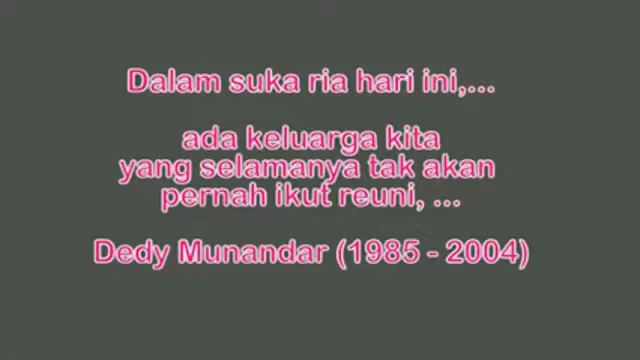 Dalam suka ria hari ini,...
ada keluarga kita
yang selamanya tak akan
pernah ikut reuni, ...
Dedy Munandar (1985 - 2004)